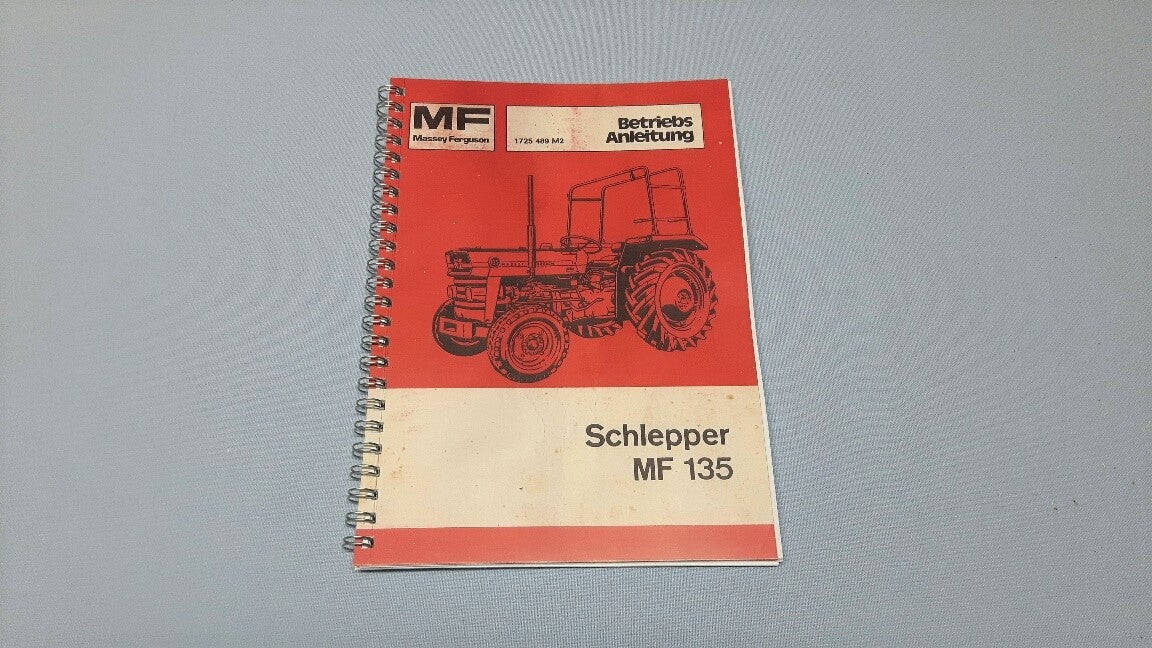 MF
Massey Ferguson
1725 489 M2
Betriebs
Anleitung
Schlepper
MF 135